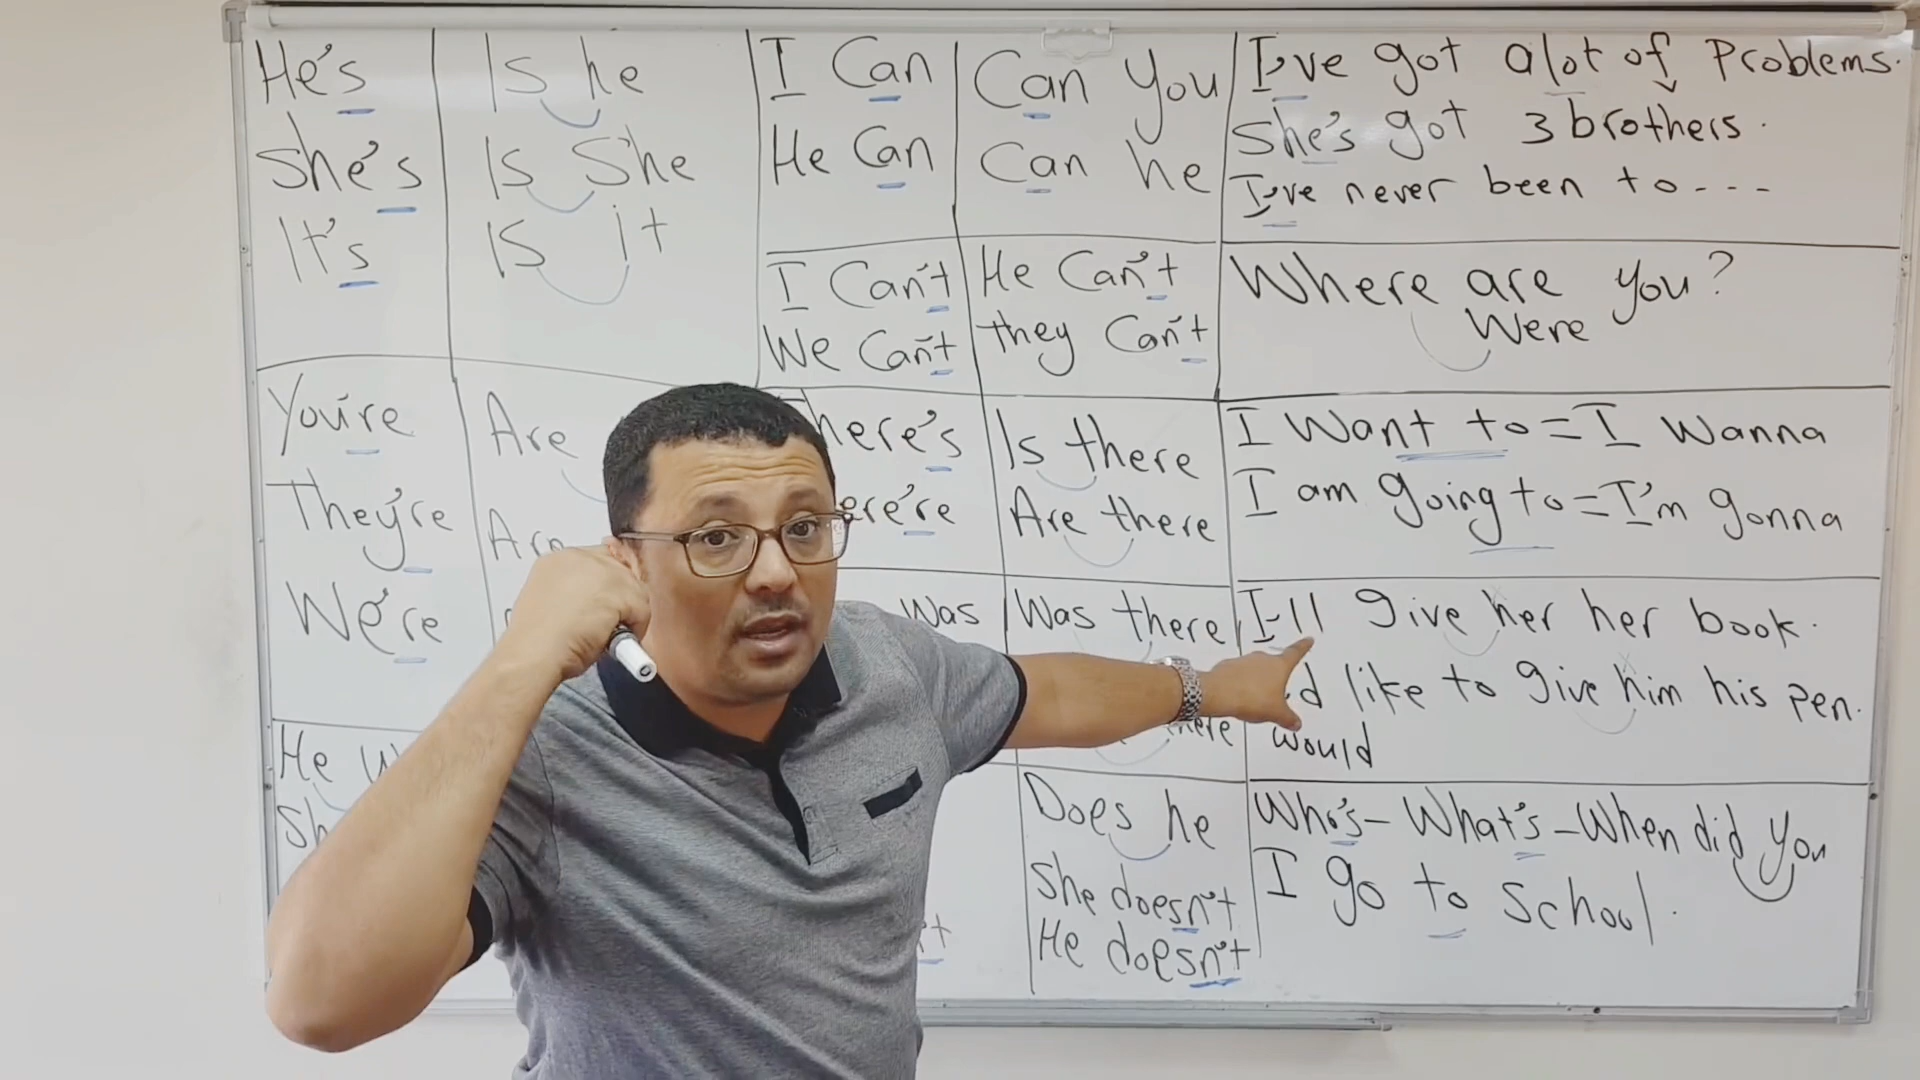 He's
She's
It's
Is he
Is She
Is it
I Can
He Can
Can you
Can he
I've got a lot of Problems.
She's got 3 brothers.
I've never been to ---
I Can't
We Can't
He Can't
they Can't
Where are you?
Were
You're
They're
We're
Are
Is there
Are there
I Want to = I wanna
I am going to = I'm gonna
Was
Was there
I'll give her her book.
like to give him his pen.
would
He
Does he
She doesn't
He doesn't
Who's - What's - When did you
I go to School.